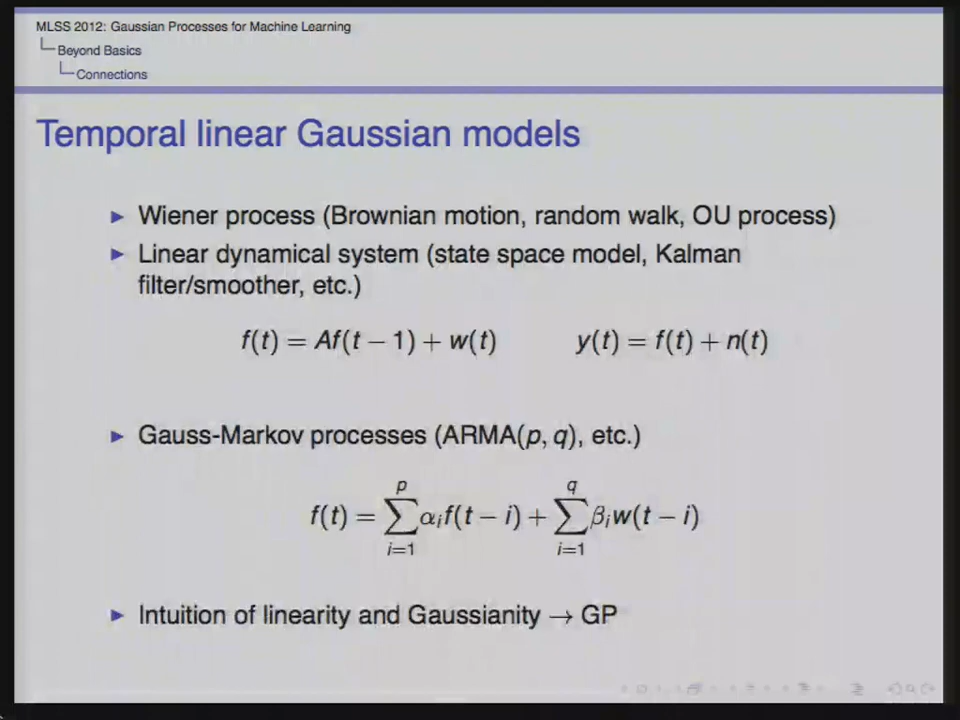 MLSS 2012: Gaussian Processes for Machine Learning
Beyond Basics
Connections
Temporal linear Gaussian models
Wiener process (Brownian motion, random walk, OU process)
Linear dynamical system (state space model, Kalman
filter/smoother, etc.)
f(t) = Af(t − 1) + w(t)    y(t) = f(t) + n(t)
Gauss-Markov processes (ARMA(p, q), etc.)
f(t) = ∑_{i=1}^{p} α_i f(t − i) + ∑_{i=1}^{q} β_i w(t − i)
Intuition of linearity and Gaussianity → GP